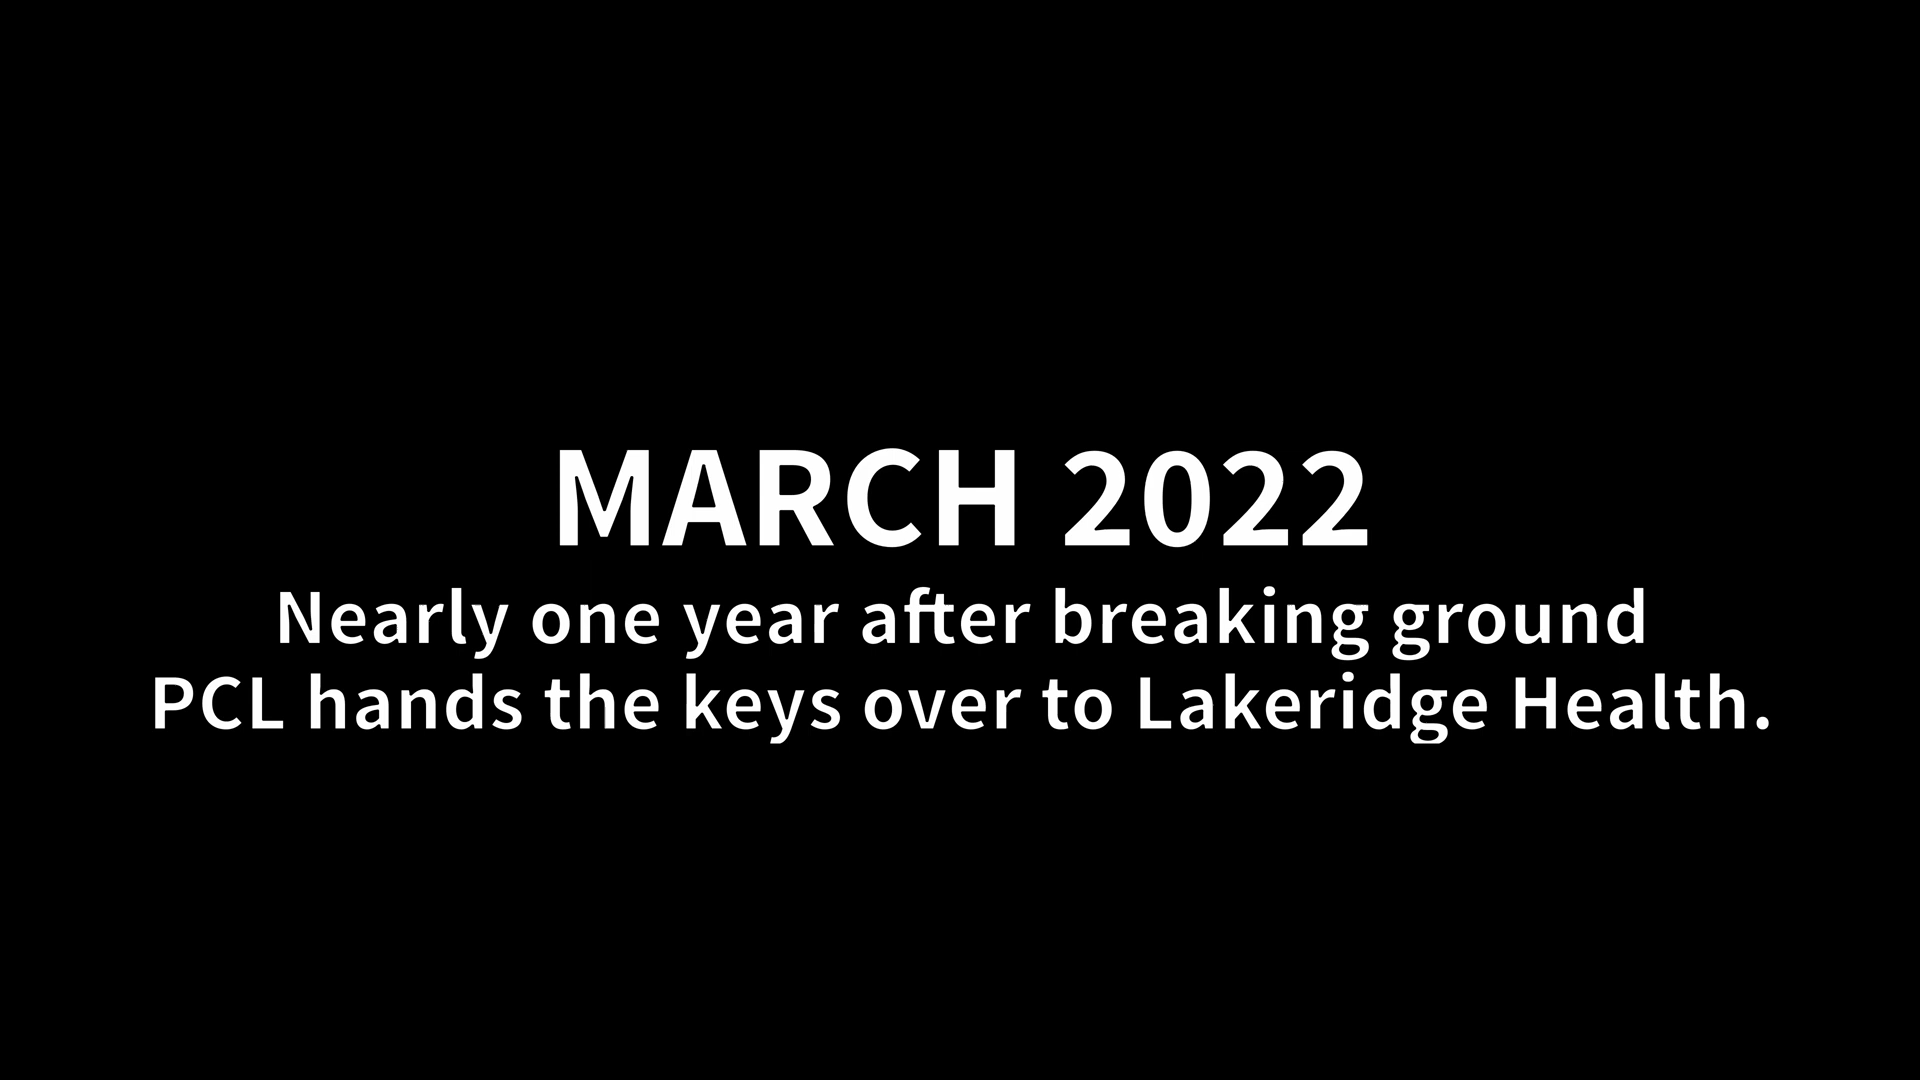 MARCH 2022
Nearly one year after breaking ground
PCL hands the keys over to Lakeridge Health.